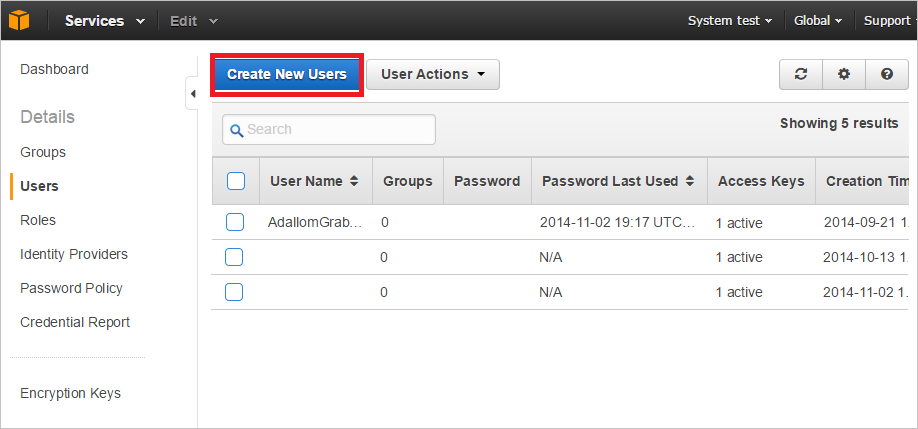 Services Edit System test Global Support
Dashboard
Details
Groups
Users
Roles
Identity Providers
Password Policy
Credential Report
Encryption Keys
Create New Users User Actions
Search
Showing 5 results
User Name Groups Password Password Last Used Access Keys Creation Tim
AdallomGrab... 0 2014-11-02 19:17 UTC... 1 active 2014-09-21 1.
0 N/A 1 active 2014-10-13 1.
0 N/A 1 active 2014-11-02 1.